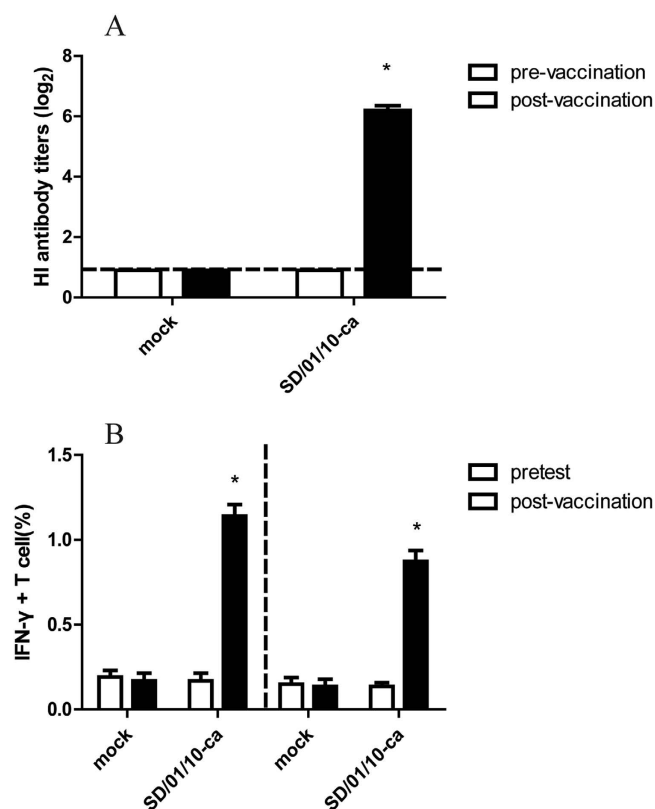 A
HI antibody titers (log2)
8
6
4
2
0
*
mock
SD/01/10-ca
pre-vaccination
post-vaccination
B
IFN-γ + T cell(%)
1.5
1.0
0.5
0.0
*
*
mock
SD/01/10-ca
mock
SD/01/10-ca
pretest
post-vaccination